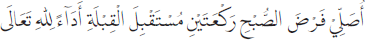 أُصَلِّيْ فَرْضَ الصُّبْحِ رَكْعَتَيْنِ مُسْتَقْبِلَ الْقِبْلَةِ أَدَاءً لِلّٰهِ تَعَالَى